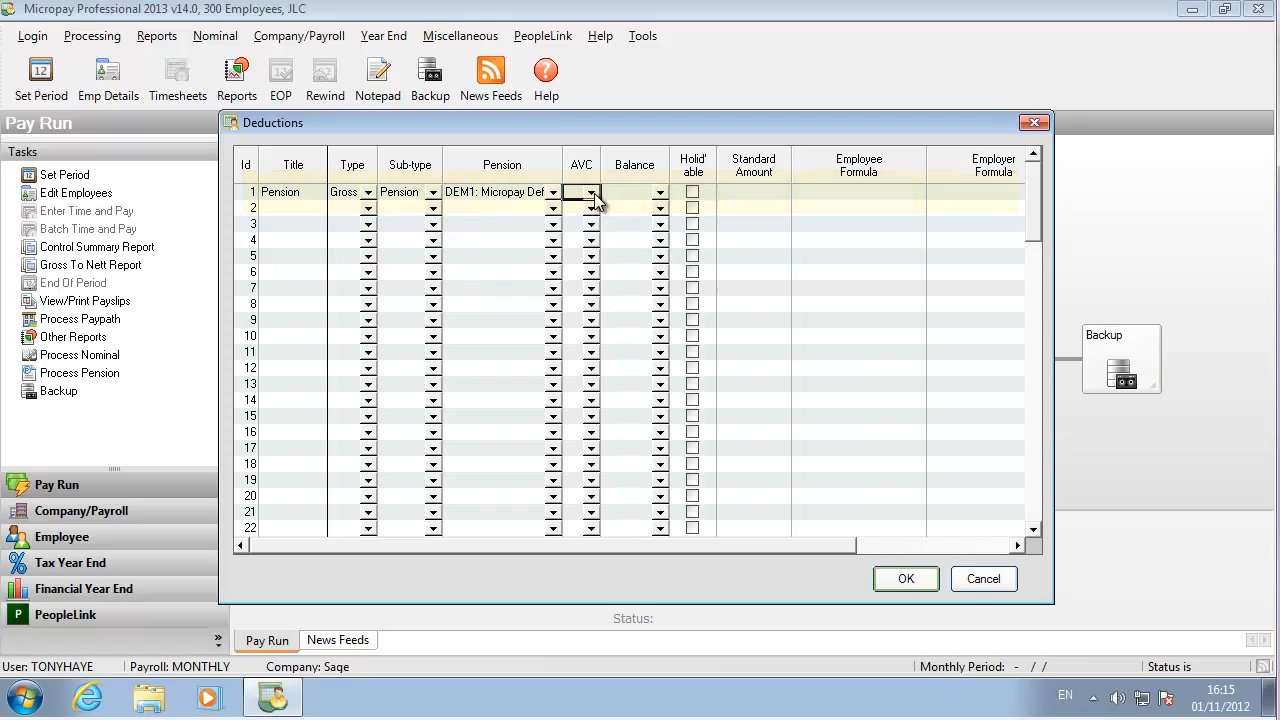 Micropay Professional 2013 v14.0, 300 Employees, JLC
Login Processing Reports Nominal Company/Payroll Year End Miscellaneous PeopleLink Help Tools
12
Set Period Emp Details Timesheets Reports EOP Rewind Notepad Backup News Feeds Help
Pay Run
Tasks
Set Period
Edit Employees
Enter Time and Pay
Batch Time and Pay
Control Summary Report
Gross To Nett Report
End Of Period
View/Print Payslips
Process Paypath
Other Reports
Process Nominal
Process Pension
Backup
Pay Run
Company/Payroll
Employee
Tax Year End
Financial Year End
P PeopleLink
Deductions
Id Title Type Sub-type Pension AVC Balance Holid' able Standard Amount Employee Formula Employer Formula
1 Pension Gross Pension DEM1: Micropay Def
2
3
4
5
6
7
8
9
10
11
12
13
14
15
16
17
18
19
20
21
22
OK Cancel
Backup
Status:
Pay Run News Feeds
User: TONYHAYE Payroll: MONTHLY Company: Sage Monthly Period: - / / Status is
EN 16:15
01/11/2012